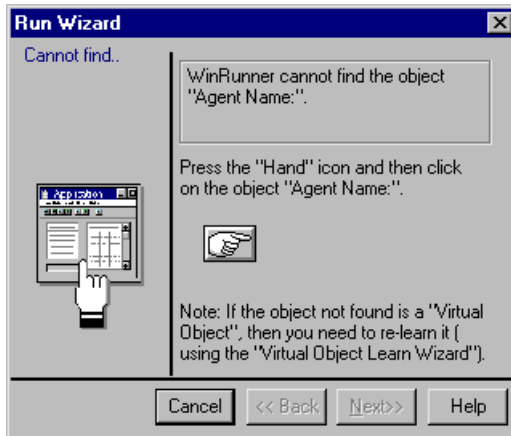 Run Wizard
Cannot find..
WinRunner cannot find the object
"Agent Name:".
Press the "Hand" icon and then click
on the object "Agent Name:".
Application
Note: If the object not found is a "Virtual
Object", then you need to re-learn it (
using the "Virtual Object Learn Wizard").
Cancel
<< Back
Next>>
Help